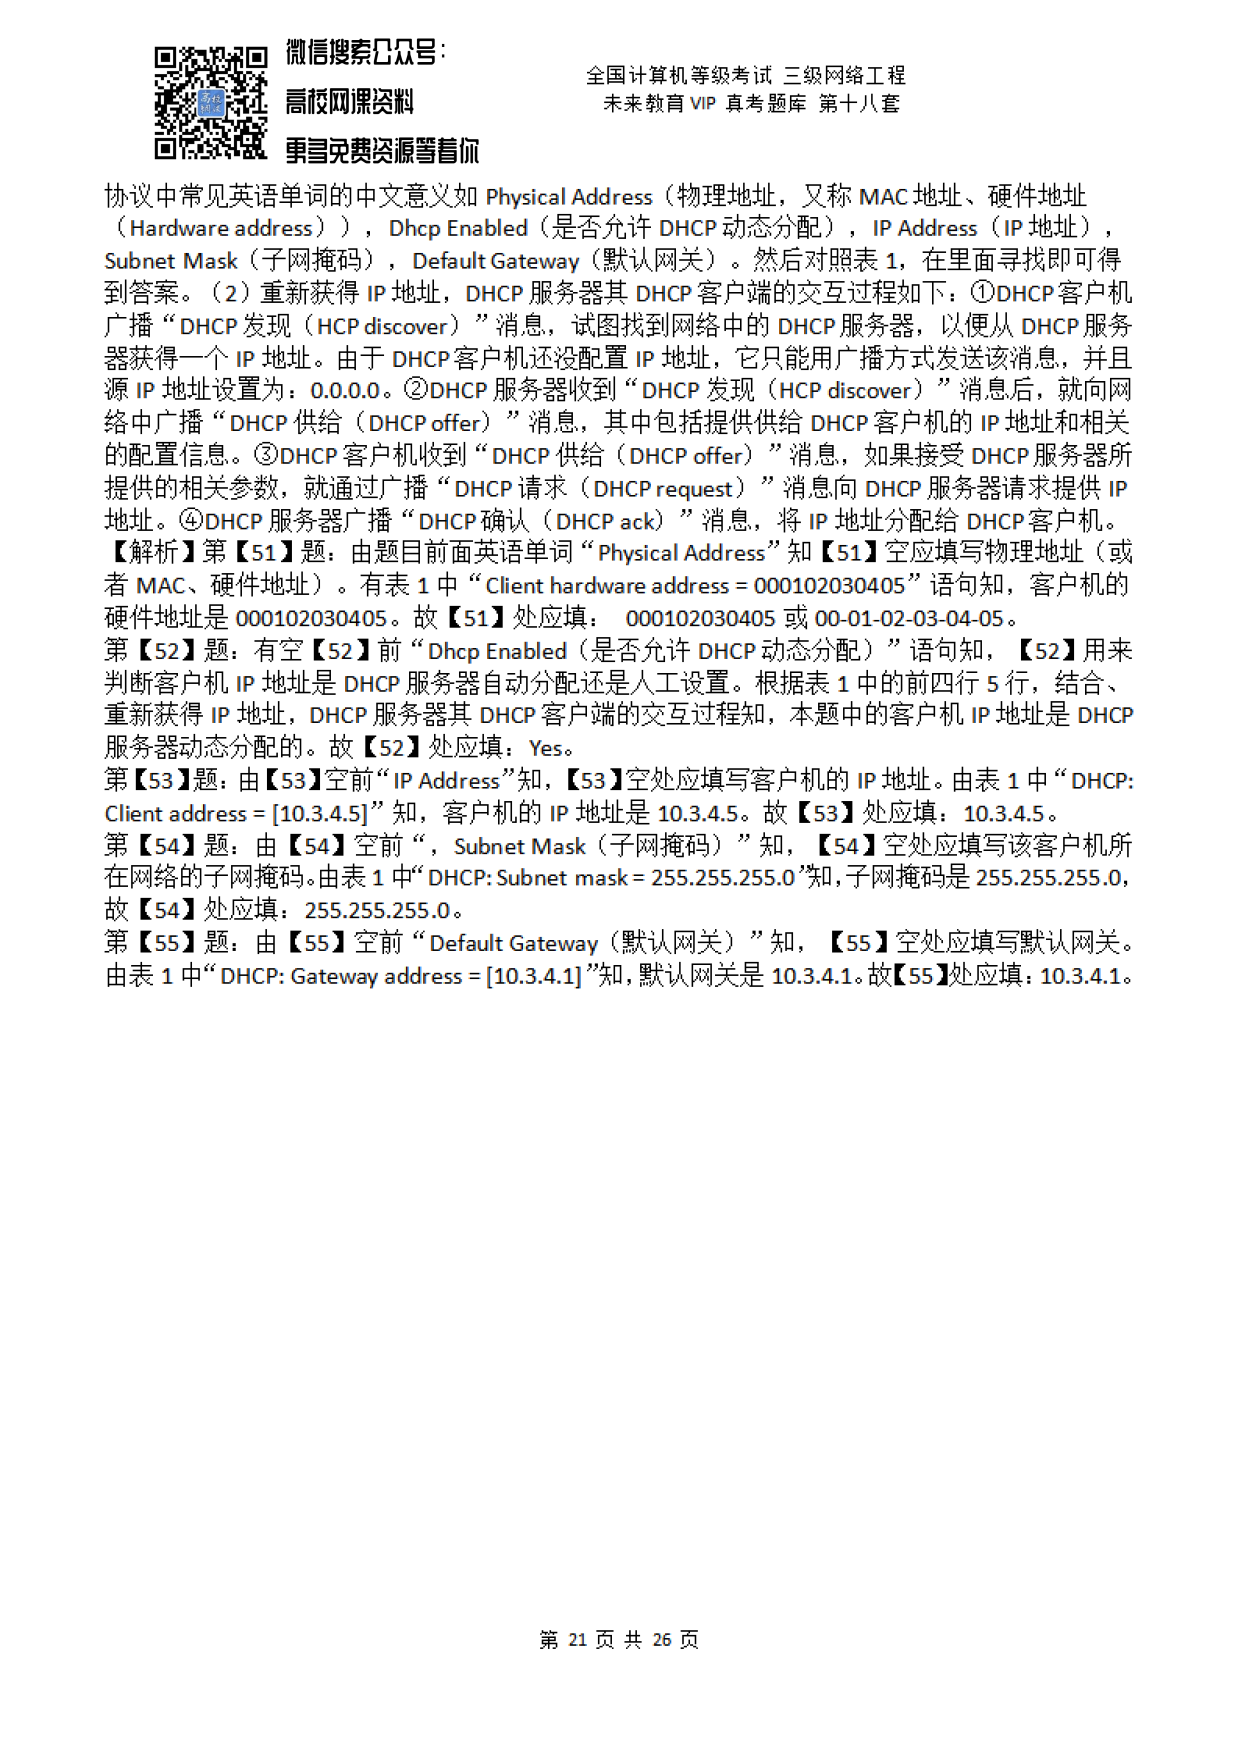 微信搜索公众号：
高校网课资料
更多免费资源等着你
全国计算机等级考试 三级网络工程
未来教育 VIP 真考题库 第十八套
协议中常见英语单词的中文意义如 Physical Address（物理地址，又称 MAC 地址、硬件地址
（Hardware address）），Dhcp Enabled（是否允许 DHCP 动态分配），IP Address（IP 地址），
Subnet Mask（子网掩码），Default Gateway（默认网关）。然后对照表 1，在里面寻找即可得
到答案。（2）重新获得 IP 地址，DHCP 服务器其 DHCP 客户端的交互过程如下：①DHCP 客户机
广播“DHCP 发现（HCP discover）”消息，试图找到网络中的 DHCP 服务器，以便从 DHCP 服务
器获得一个 IP 地址。由于 DHCP 客户机还没配置 IP 地址，它只能用广播方式发送该消息，并且
源 IP 地址设置为：0.0.0.0。②DHCP 服务器收到“DHCP 发现（HCP discover）”消息后，就向网
络中广播“DHCP 供给（DHCP offer）”消息，其中包括提供供给 DHCP 客户机的 IP 地址和相关
的配置信息。③DHCP 客户机收到“DHCP 供给（DHCP offer）”消息，如果接受 DHCP 服务器所
提供的相关参数，就通过广播“DHCP 请求（DHCP request）”消息向 DHCP 服务器请求提供 IP
地址。④DHCP 服务器广播“DHCP 确认（DHCP ack）”消息，将 IP 地址分配给 DHCP 客户机。
【解析】第【51】题：由题目前面英语单词“Physical Address”知【51】空应填写物理地址（或
者 MAC、硬件地址）。有表 1 中“Client hardware address = 000102030405”语句知，客户机的
硬件地址是 000102030405。故【51】处应填： 000102030405 或 00-01-02-03-04-05。
第【52】题：有空【52】前“Dhcp Enabled（是否允许 DHCP 动态分配）”语句知，【52】用来
判断客户机 IP 地址是 DHCP 服务器自动分配还是人工设置。根据表 1 中的前四行 5 行，结合、
重新获得 IP 地址，DHCP 服务器其 DHCP 客户端的交互过程知，本题中的客户机 IP 地址是 DHCP
服务器动态分配的。故【52】处应填：Yes。
第【53】题：由【53】空前“IP Address”知，【53】空处应填写客户机的 IP 地址。由表 1 中“DHCP:
Client address = [10.3.4.5]”知，客户机的 IP 地址是 10.3.4.5。故【53】处应填：10.3.4.5。
第【54】题：由【54】空前“，Subnet Mask（子网掩码）”知，【54】空处应填写该客户机所
在网络的子网掩码。由表 1 中“DHCP: Subnet mask = 255.255.255.0”知，子网掩码是 255.255.255.0，
故【54】处应填：255.255.255.0。
第【55】题：由【55】空前“Default Gateway（默认网关）”知，【55】空处应填写默认网关。
由表 1 中“DHCP: Gateway address = [10.3.4.1]”知，默认网关是 10.3.4.1。故【55】处应填：10.3.4.1。
第 21 页 共 26 页